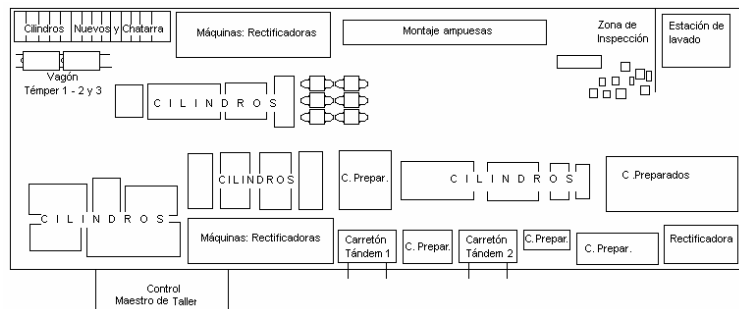 Cilindros Nuevos y Chatarra
Máquinas: Rectificadoras
Montaje ampuesas
Zona de
Inspección
Estación de
lavado
Vagón
Témper 1 - 2 y 3
C I L I N D R O S
C I L I N D R O S
CILINDROS
C. Prepar.
C I L I N D R O S
C .Preparados
Máquinas: Rectificadoras
Carretón
Tándem 1
C. Prepar.
Carretón
Tándem 2
C. Prepar.
C. Prepar.
Rectificadora
Control
Maestro de Taller